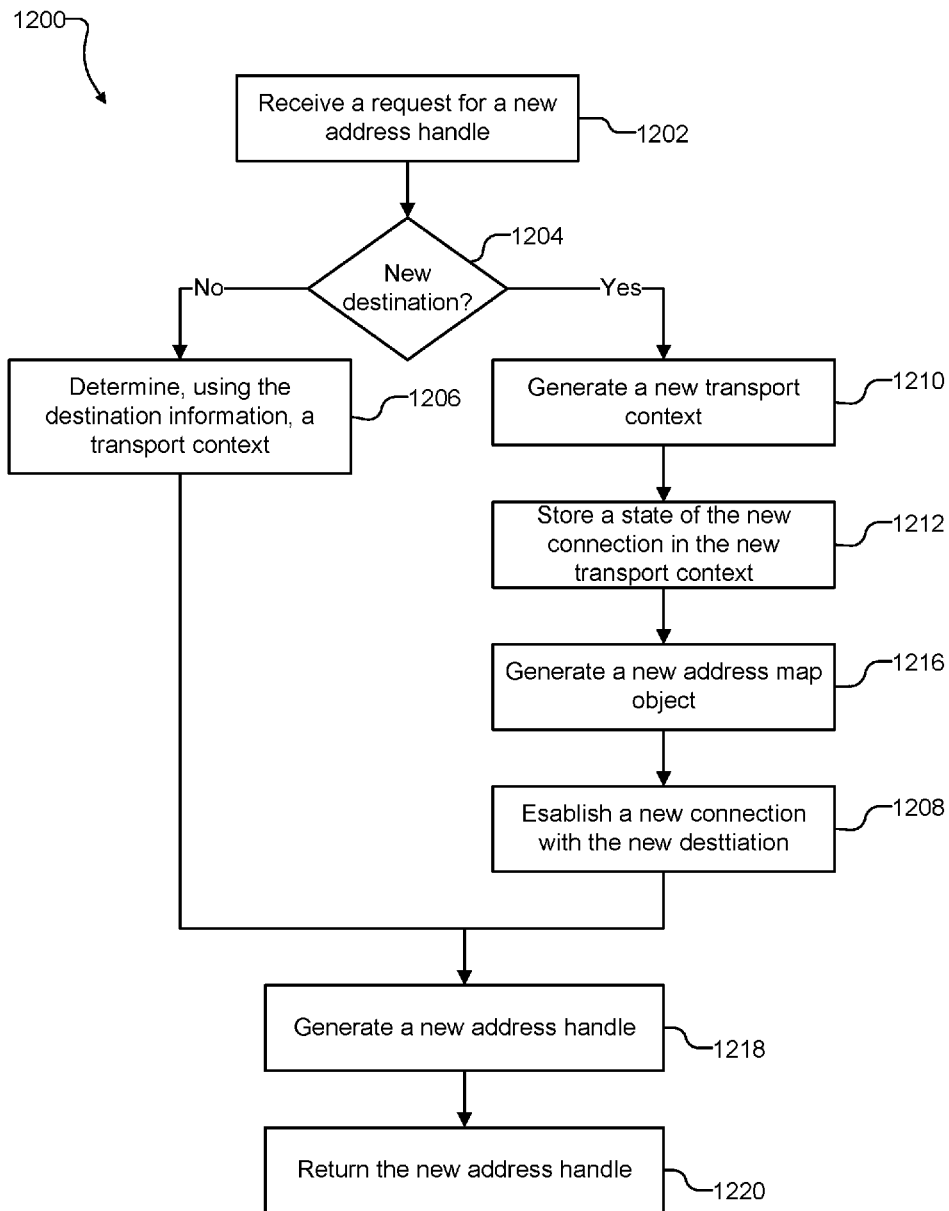 1200
Receive a request for a new
address handle
1202
1204
New
destination?
No
Yes
Determine, using the
destination information, a
transport context
1206
Generate a new transport
context
1210
Store a state of the new
connection in the new
transport context
1212
Generate a new address map
object
1216
Esablish a new connection
with the new desttiation
1208
Generate a new address handle
1218
Return the new address handle
1220